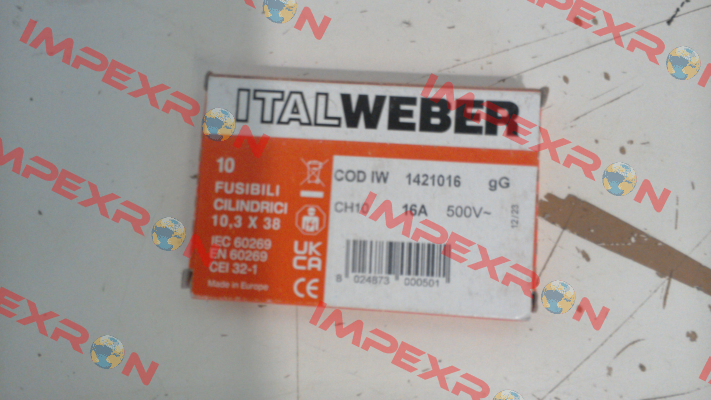 ITALWEBER
10
FUSIBILI
CILINDRICI
10,3 X 38
IEC 60269
EN 60269
CEI 32-1
Made in Europe
UK
CA
CE
COD IW 1421016 gG
CH10 16A 500V~
12/23
8 024873 000501
IMPEXRON
IMPEXRON
IMPEXRON
IMPEXRON
IMPEXRON
IMPEXRON
IMPEXRON